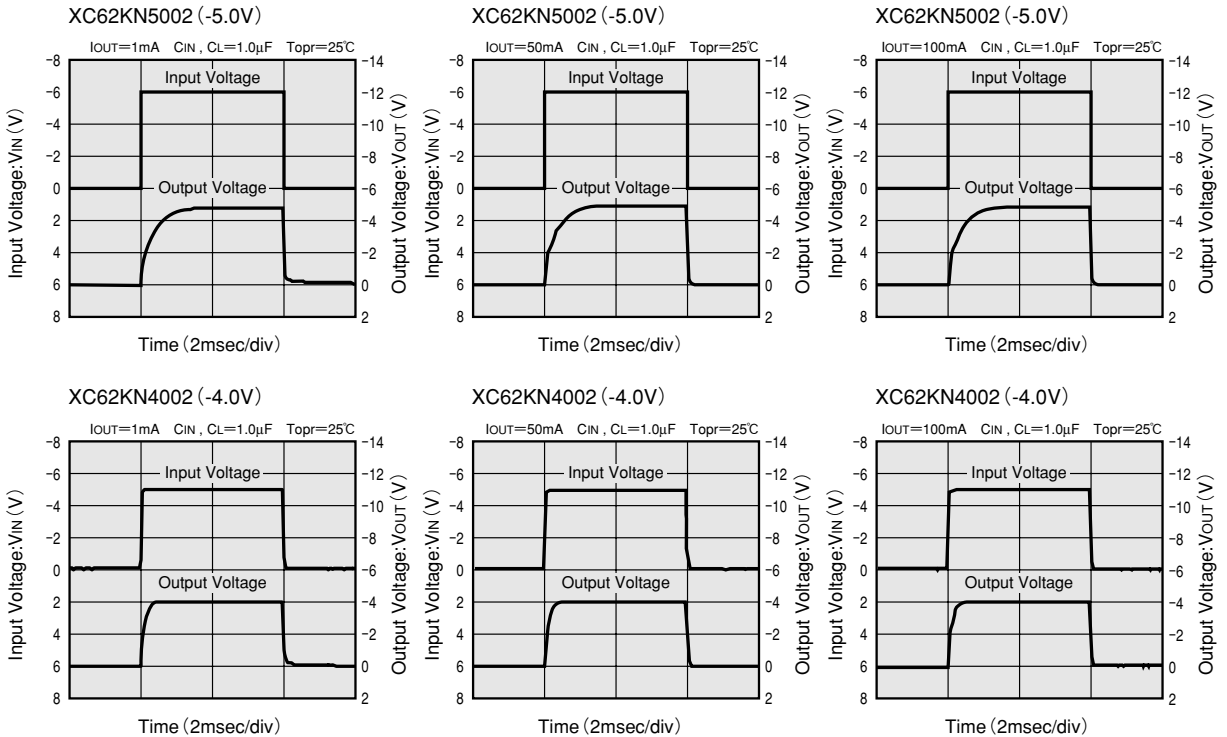 XC62KN5002 (-5.0V)
IOUT=1mA CIN , CL=1.0μF Topr=25℃
Input Voltage:VIN (V)
-8
-6
-4
-2
0
2
4
6
8
Input Voltage
Output Voltage
-14
-12
-10
-8
-6
-4
-2
0
2
Output Voltage:VOUT (V)
Time (2msec/div)
XC62KN5002 (-5.0V)
IOUT=50mA CIN , CL=1.0μF Topr=25℃
Input Voltage:VIN (V)
-8
-6
-4
-2
0
2
4
6
8
Input Voltage
Output Voltage
-14
-12
-10
-8
-6
-4
-2
0
2
Output Voltage:VOUT (V)
Time (2msec/div)
XC62KN5002 (-5.0V)
IOUT=100mA CIN , CL=1.0μF Topr=25℃
Input Voltage:VIN (V)
-8
-6
-4
-2
0
2
4
6
8
Input Voltage
Output Voltage
-14
-12
-10
-8
-6
-4
-2
0
2
Output Voltage:VOUT (V)
Time (2msec/div)
XC62KN4002 (-4.0V)
IOUT=1mA CIN , CL=1.0μF Topr=25℃
Input Voltage:VIN (V)
-8
-6
-4
-2
0
2
4
6
8
Input Voltage
Output Voltage
-14
-12
-10
-8
-6
-4
-2
0
2
Output Voltage:VOUT (V)
Time (2msec/div)
XC62KN4002 (-4.0V)
IOUT=50mA CIN , CL=1.0μF Topr=25℃
Input Voltage:VIN (V)
-8
-6
-4
-2
0
2
4
6
8
Input Voltage
Output Voltage
-14
-12
-10
-8
-6
-4
-2
0
2
Output Voltage:VOUT (V)
Time (2msec/div)
XC62KN4002 (-4.0V)
IOUT=100mA CIN , CL=1.0μF Topr=25℃
Input Voltage:VIN (V)
-8
-6
-4
-2
0
2
4
6
8
Input Voltage
Output Voltage
-14
-12
-10
-8
-6
-4
-2
0
2
Output Voltage:VOUT (V)
Time (2msec/div)